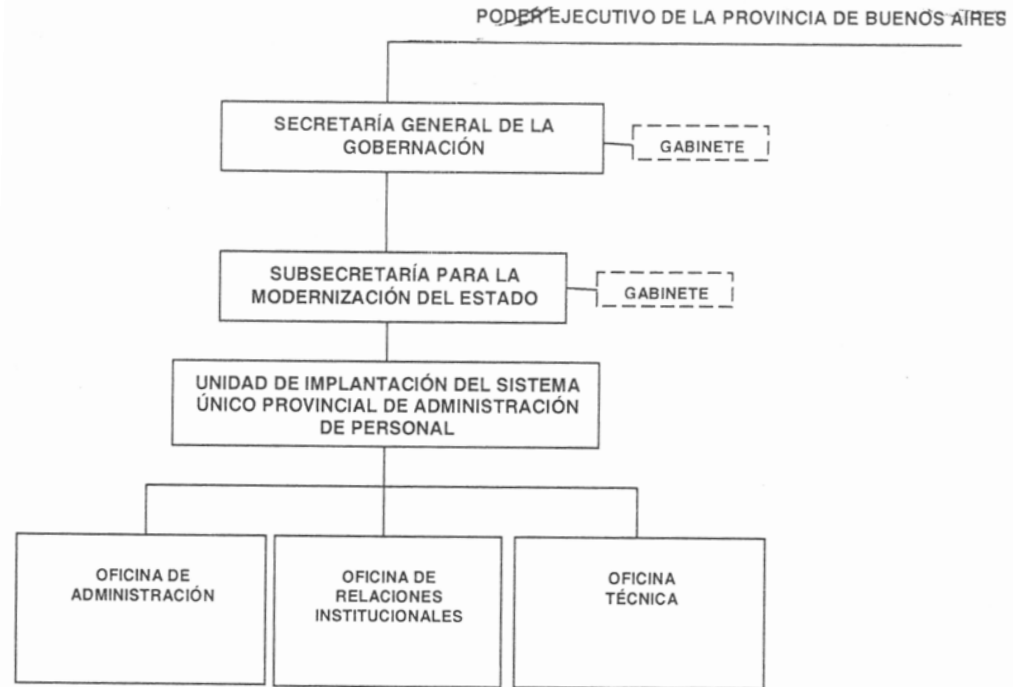 PODER EJECUTIVO DE LA PROVINCIA DE BUENOS AIRES
SECRETARÍA GENERAL DE LA
GOBERNACIÓN
GABINETE
SUBSECRETARÍA PARA LA
MODERNIZACIÓN DEL ESTADO
GABINETE
UNIDAD DE IMPLANTACIÓN DEL SISTEMA
ÚNICO PROVINCIAL DE ADMINISTRACIÓN
DE PERSONAL
OFICINA DE
ADMINISTRACIÓN
OFICINA DE
RELACIONES
INSTITUCIONALES
OFICINA
TÉCNICA